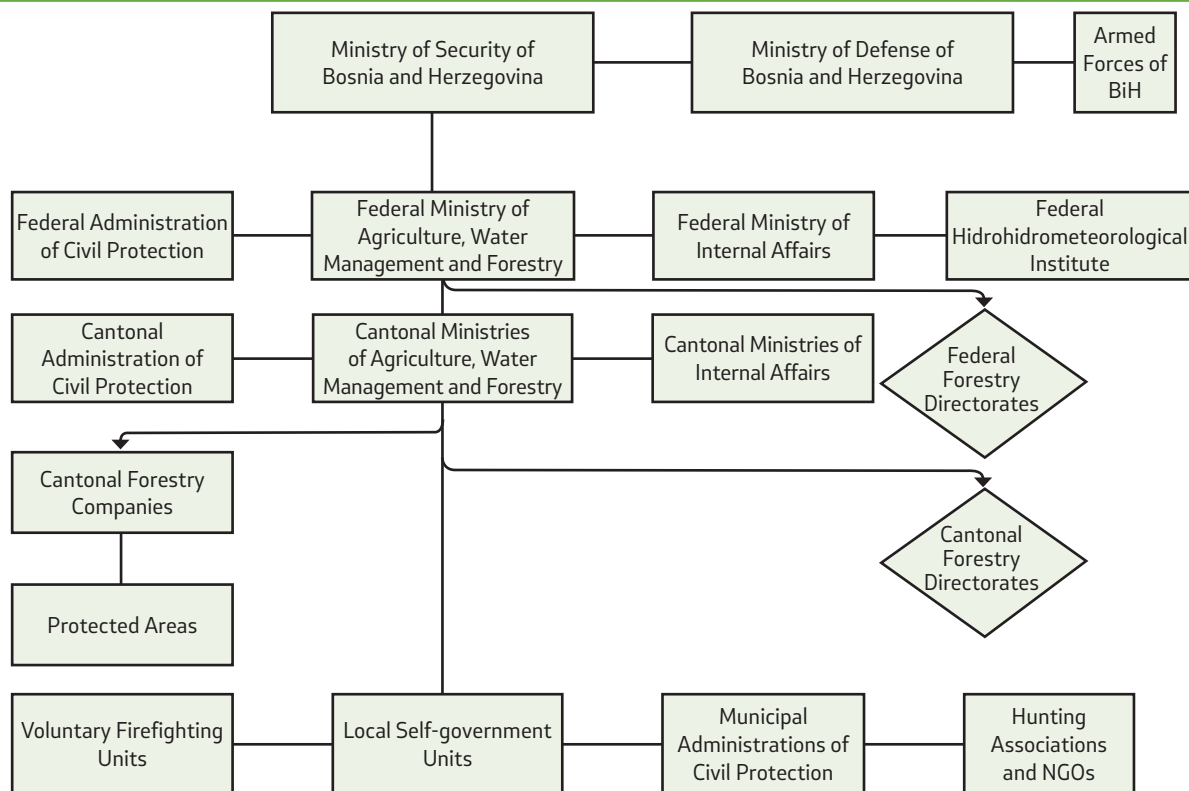 Ministry of Security of
Bosnia and Herzegovina
Ministry of Defense of
Bosnia and Herzegovina
Armed
Forces of
BiH
Federal Administration
of Civil Protection
Federal Ministry of
Agriculture, Water
Management and Forestry
Federal Ministry of
Internal Affairs
Federal
Hidrohidrometeorological
Institute
Cantonal
Administration of
Civil Protection
Cantonal Ministries
of Agriculture, Water
Management and Forestry
Cantonal Ministries of
Internal Affairs
Federal
Forestry
Directorates
Cantonal Forestry
Companies
Cantonal
Forestry
Directorates
Protected Areas
Voluntary Firefighting
Units
Local Self-government
Units
Municipal
Administrations of
Civil Protection
Hunting
Associations
and NGOs